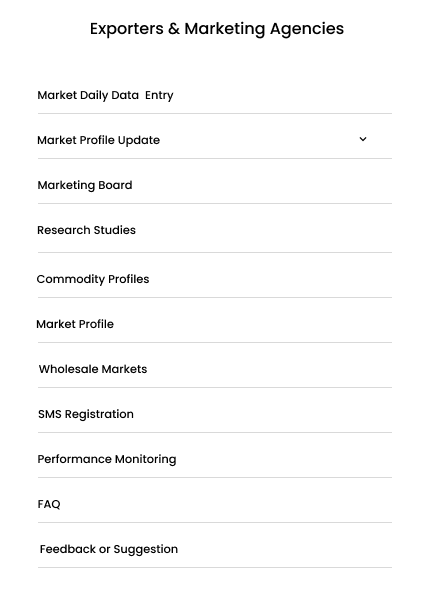 Exporters & Marketing Agencies
Market Daily Data  Entry
Market Profile Update
Marketing Board
Research Studies
Commodity Profiles
Market Profile
Wholesale Markets
SMS Registration
Performance Monitoring
FAQ
Feedback or Suggestion